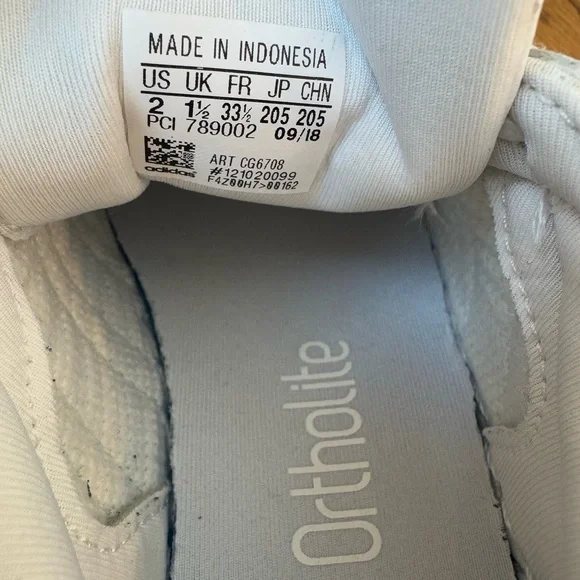 MADE IN INDONESIA
US UK FR JP CHN
2 1½ 33½ 205 205
PCI 789002 09/18
ART CG6708
adidas #121020099
F4Z00H7>00162
Ortholite